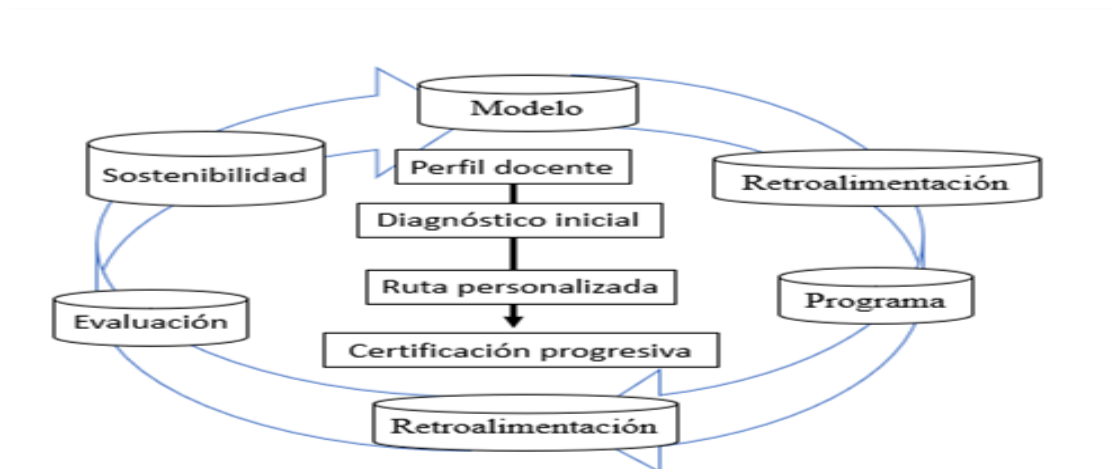 Modelo
Perfil docente
Sostenibilidad
Retroalimentación
Diagnóstico inicial
Ruta personalizada
Programa
Evaluación
Certificación progresiva
Retroalimentación